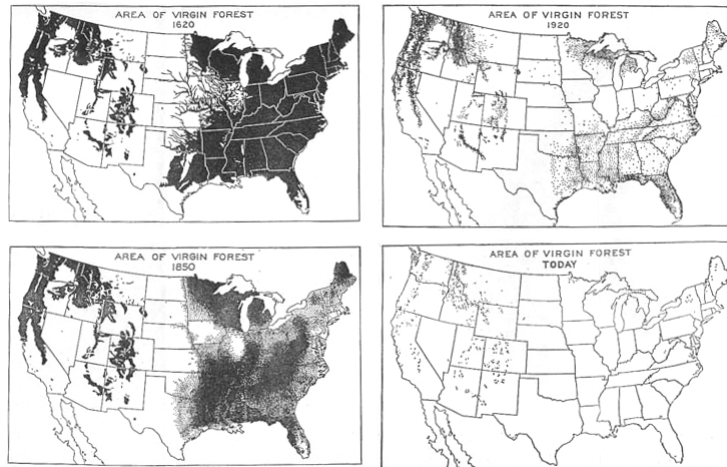 AREA OF VIRGIN FOREST
1620
AREA OF VIRGIN FOREST
1920
AREA OF VIRGIN FOREST
1850
AREA OF VIRGIN FOREST
TODAY